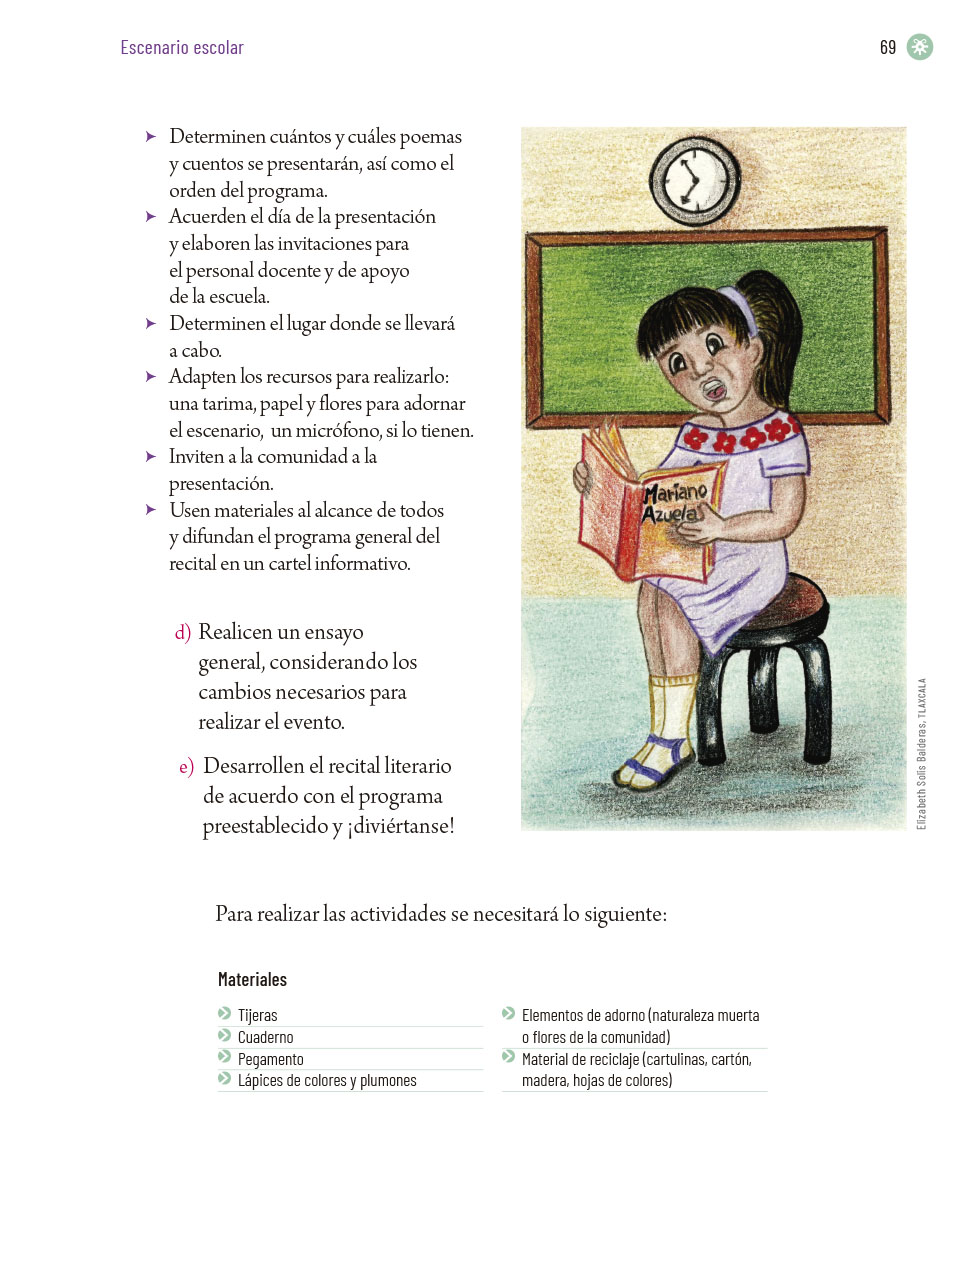 Escenario escolar
69
Determinen cuántos y cuáles poemas
y cuentos se presentarán, así como el
orden del programa.
Acuerden el día de la presentación
y elaboren las invitaciones para
el personal docente y de apoyo
de la escuela.
Determinen el lugar donde se llevará
a cabo.
Adapten los recursos para realizarlo:
una tarima, papel y flores para adornar
el escenario, un micrófono, si lo tienen.
Inviten a la comunidad a la
presentación.
Usen materiales al alcance de todos
y difundan el programa general del
recital en un cartel informativo.
d) Realicen un ensayo
general, considerando los
cambios necesarios para
realizar el evento.
e) Desarrollen el recital literario
de acuerdo con el programa
preestablecido y ¡diviértanse!
Mariano
Azuela
Elizabeth Solís Balderas, TLAXCALA
Para realizar las actividades se necesitará lo siguiente:
Materiales
Tijeras
Cuaderno
Pegamento
Lápices de colores y plumones
Elementos de adorno (naturaleza muerta
o flores de la comunidad)
Material de reciclaje (cartulinas, cartón,
madera, hojas de colores)